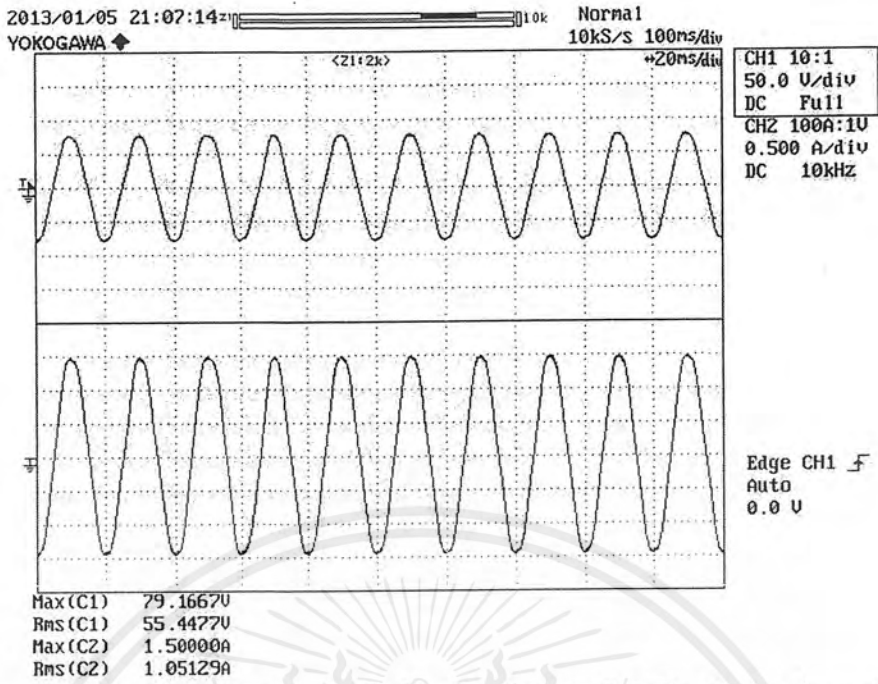 2013/01/05 21:07:14
10k
Normal
10kS/s 100ms/div
YOKOGAWA
<Z1:2k>
↔20ms/div
CH1 10:1
50.0 V/div
DC Full
CH2 100A:1V
0.500 A/div
DC 10kHz
Edge CH1
Auto
0.0 V
Max(C1) 79.1667V
Rms(C1) 55.4477V
Max(C2) 1.50000A
Rms(C2) 1.05129A